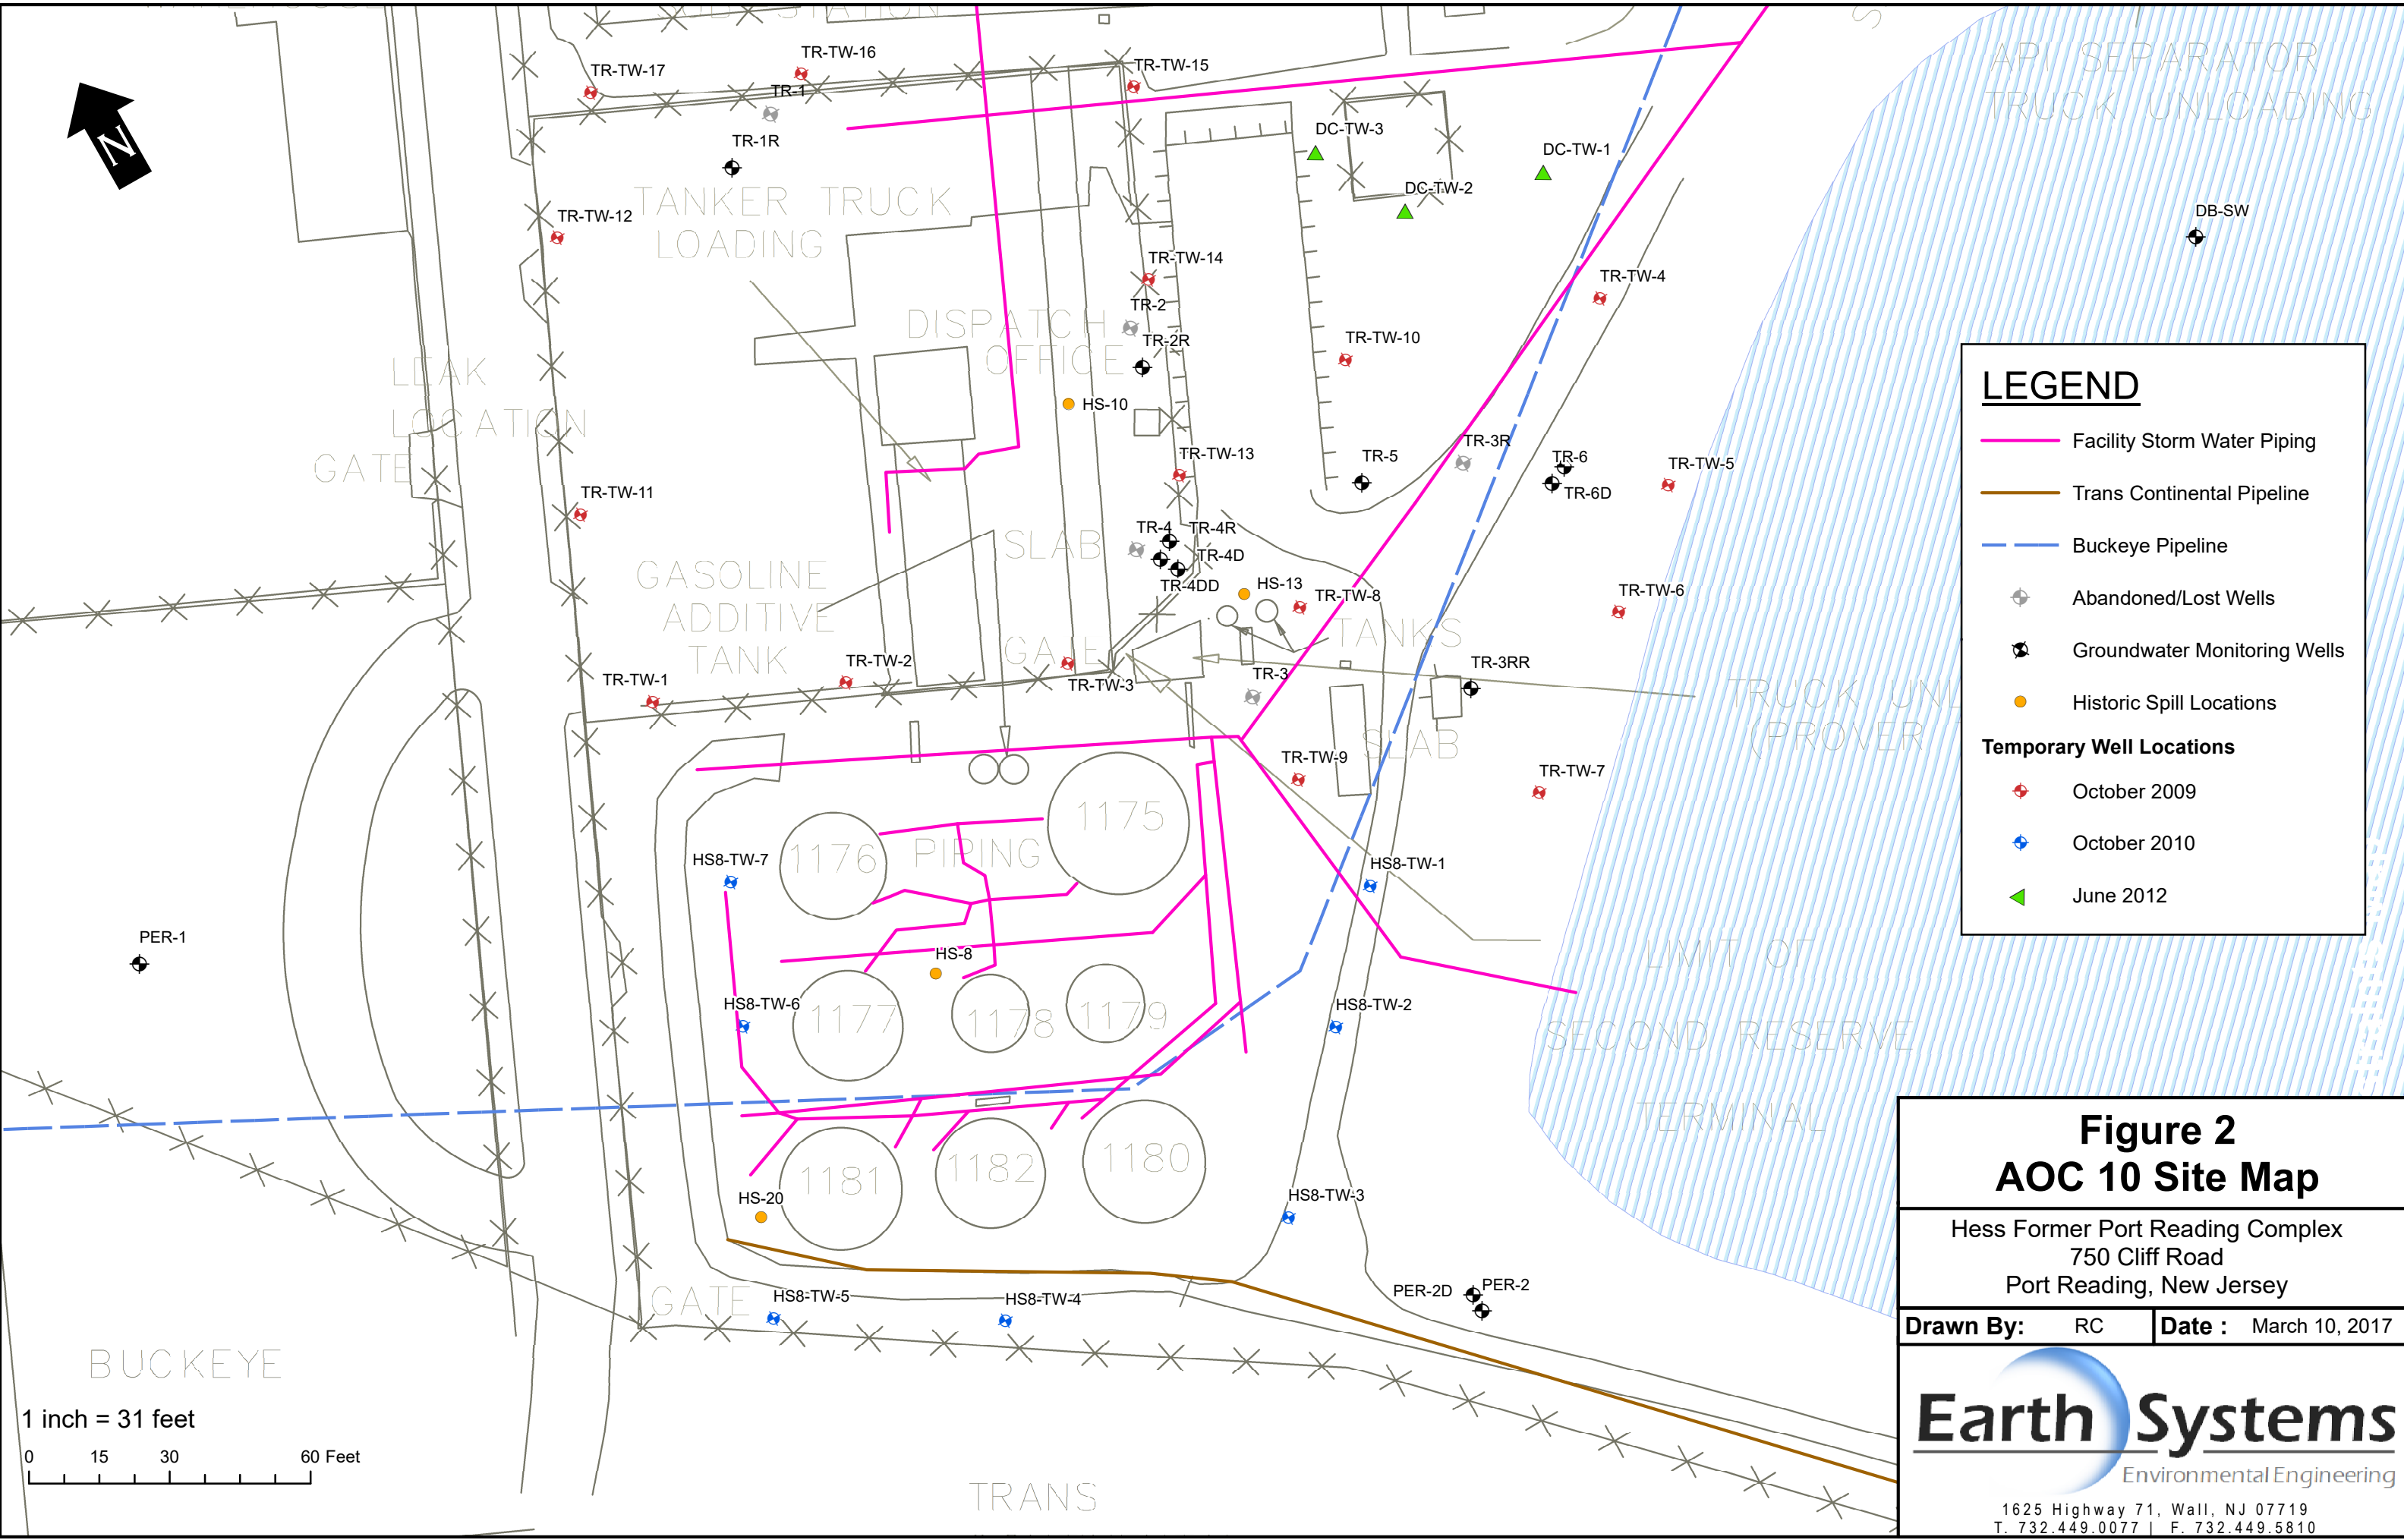 SUB STATION
TR-TW-16
TR-TW-17
TR-TW-15
TR-1
TR-1R
DC-TW-3
DC-TW-1
DC-TW-2
API SEPARATOR
TRUCK UNLOADING
N
TANKER TRUCK
LOADING
TR-TW-12
DB-SW
TR-TW-14
TR-TW-4
TR-2
DISPATCH
OFFICE
TR-2R
TR-TW-10
LEAK
LOCATION
GATE
HS-10
TR-TW-13
TR-5
TR-3R
TR-6
TR-6D
TR-TW-5
TR-TW-11
SLAB
TR-4
TR-4R
TR-4D
TR-4DD
GASOLINE
ADDITIVE
TANK
HS-13
TR-TW-8
TR-TW-6
TANKS
GATE
TR-TW-1
TR-TW-2
TR-TW-3
TR-3
TR-3RR
TRUCK UNL
(PROVER
SLAB
TR-TW-9
TR-TW-7
1175
1176
PIPING
HS8-TW-7
HS8-TW-1
PER-1
HS-8
LIMIT OF
SECOND RESERVE
TERMINAL
HS8-TW-6
1177
1178
1179
HS8-TW-2
1181
1182
1180
HS-20
HS8-TW-3
GATE
HS8-TW-5
HS8-TW-4
PER-2D
PER-2
BUCKEYE
TRANS
1 inch = 31 feet
0 15 30 60 Feet
LEGEND
Facility Storm Water Piping
Trans Continental Pipeline
Buckeye Pipeline
Abandoned/Lost Wells
Groundwater Monitoring Wells
Historic Spill Locations
Temporary Well Locations
October 2009
October 2010
June 2012
Figure 2
AOC 10 Site Map
Hess Former Port Reading Complex
750 Cliff Road
Port Reading, New Jersey
Drawn By: RC Date : March 10, 2017
Earth Systems
Environmental Engineering
1625 Highway 71, Wall, NJ 07719
T. 732.449.0077 | F. 732.449.5810